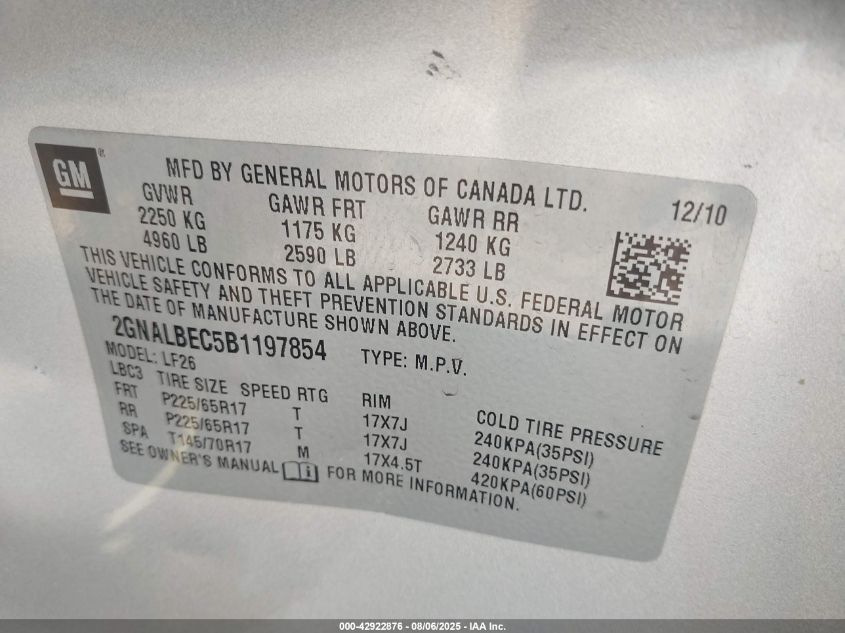 GM®
MFD BY GENERAL MOTORS OF CANADA LTD.
12/10
GVWR GAWR FRT GAWR RR
2250 KG 1175 KG 1240 KG
4960 LB 2590 LB 2733 LB
THIS VEHICLE CONFORMS TO ALL APPLICABLE U.S. FEDERAL MOTOR
VEHICLE SAFETY AND THEFT PREVENTION STANDARDS IN EFFECT ON
THE DATE OF MANUFACTURE SHOWN ABOVE.
2GNALBEC5B1197854 TYPE: M.P.V.
MODEL: LF26
LBC3 TIRE SIZE SPEED RTG RIM COLD TIRE PRESSURE
FRT P225/65R17 T 17X7J 240KPA(35PSI)
RR P225/65R17 T 17X7J 240KPA(35PSI)
SPA T145/70R17 M 17X4.5T 420KPA(60PSI)
SEE OWNER'S MANUAL FOR MORE INFORMATION.
000-42922876 - 08/06/2025 - IAA Inc.